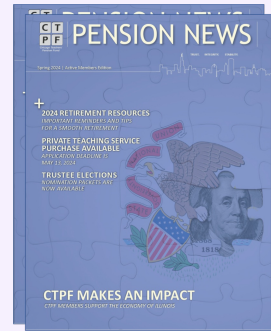 PENSION NEWS
C T
P F
PENSION NEWS
Spring 2024 | Active Members Edition
+
2024 RETIREMENT RESOURCES
IMPORTANT REMINDERS AND TIPS
FOR A SMOOTH RETIREMENT
PRIVATE TEACHING SERVICE
PURCHASE AVAILABLE
APPLICATION DEADLINE IS
MAY 15, 2024
TRUSTEE ELECTIONS
NOMINATION PACKETS ARE
NOW AVAILABLE
1818
CTPF MAKES AN IMPACT
CTPF MEMBERS SUPPORT THE ECONOMY OF ILLINOIS